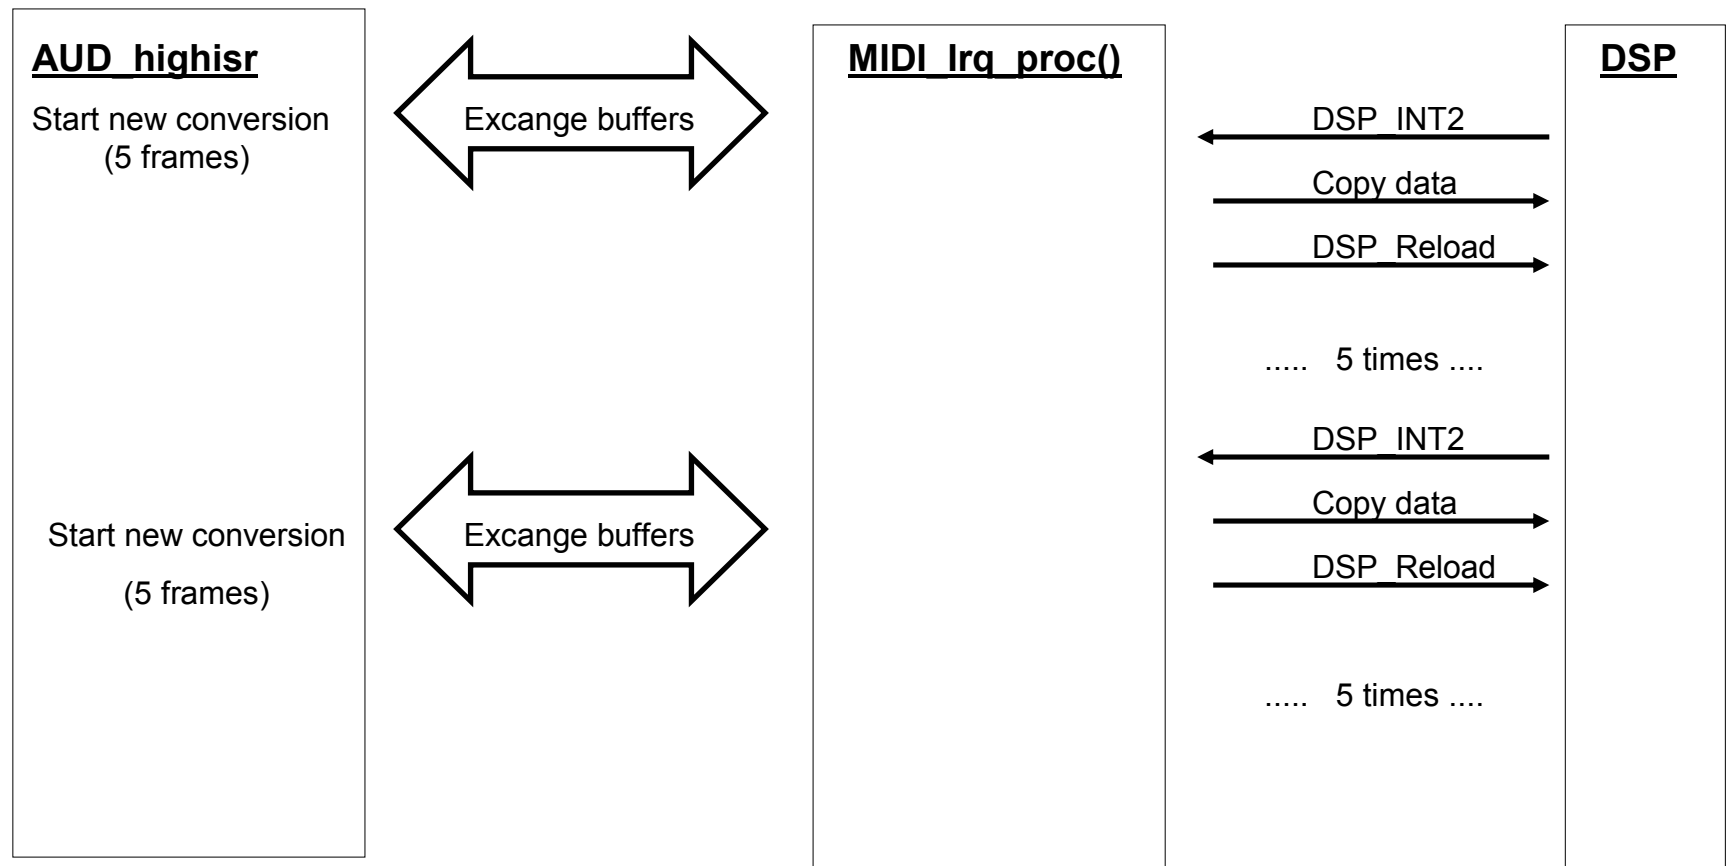 AUD_highisr
Start new conversion
(5 frames)
Excange buffers
MIDI_Irq_proc()
DSP
DSP_INT2
Copy data
DSP_Reload
..... 5 times ....
Start new conversion
(5 frames)
Excange buffers
DSP_INT2
Copy data
DSP_Reload
..... 5 times ....